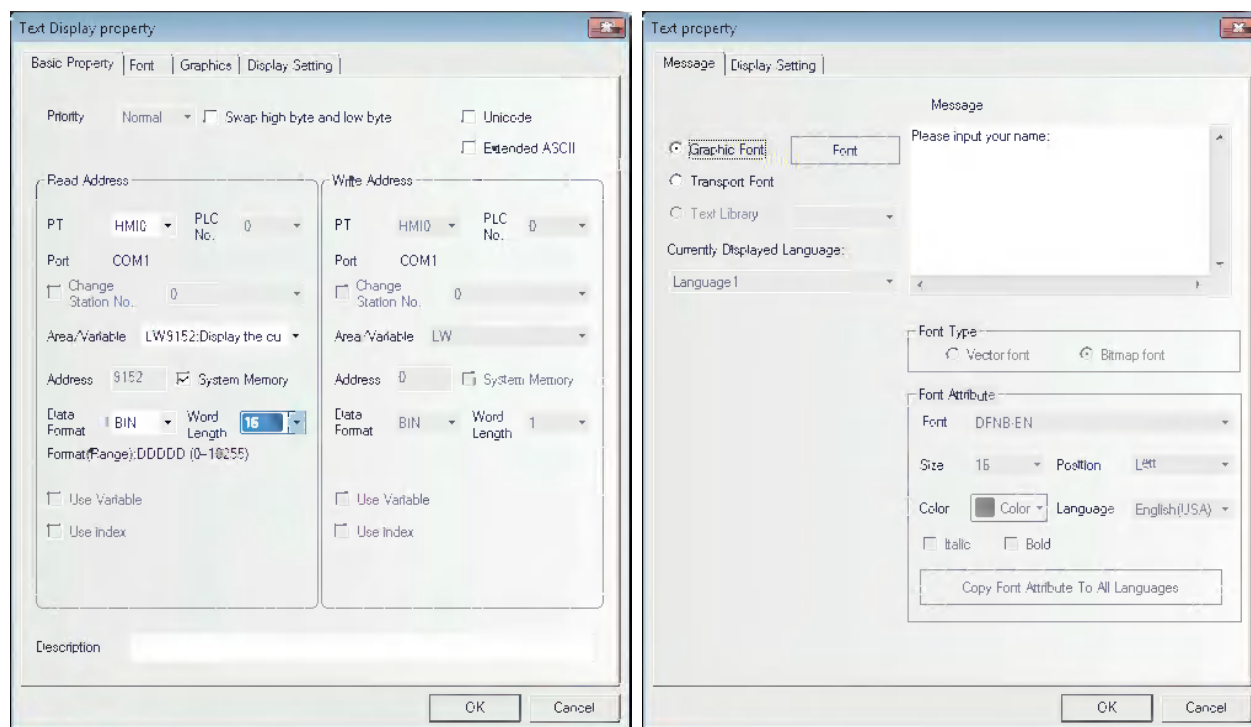 Text Display property
Basic Property Font Graphics Display Setting
Priority Normal Swap high byte and low byte Unicode
Extended ASCII
Read Address
PT HMI0 PLC No. 0
Port COM1
Change Station No. 0
Area/Variable LW9152:Display the cu
Address 9152 System Memory
Data Format BIN Word Length 16
Format(Range):DDDDD (0~10255)
Use Variable
Use Index
Write Address
PT HMI0 PLC No. 0
Port COM1
Change Station No. 0
Area/Variable LW
Address 0 System Memory
Data Format BIN Word Length 1
Use Variable
Use Index
Description
OK Cancel
Text property
Message Display Setting
Graphic Font Font
Transport Font
Text Library
Currently Displayed Language:
Language1
Message
Please input your name:
Font Type
Vector font Bitmap font
Font Attribute
Font DFNB-EN
Size 16 Position Left
Color Color Language English(USA)
Italic Bold
Copy Font Attribute To All Languages
OK Cancel